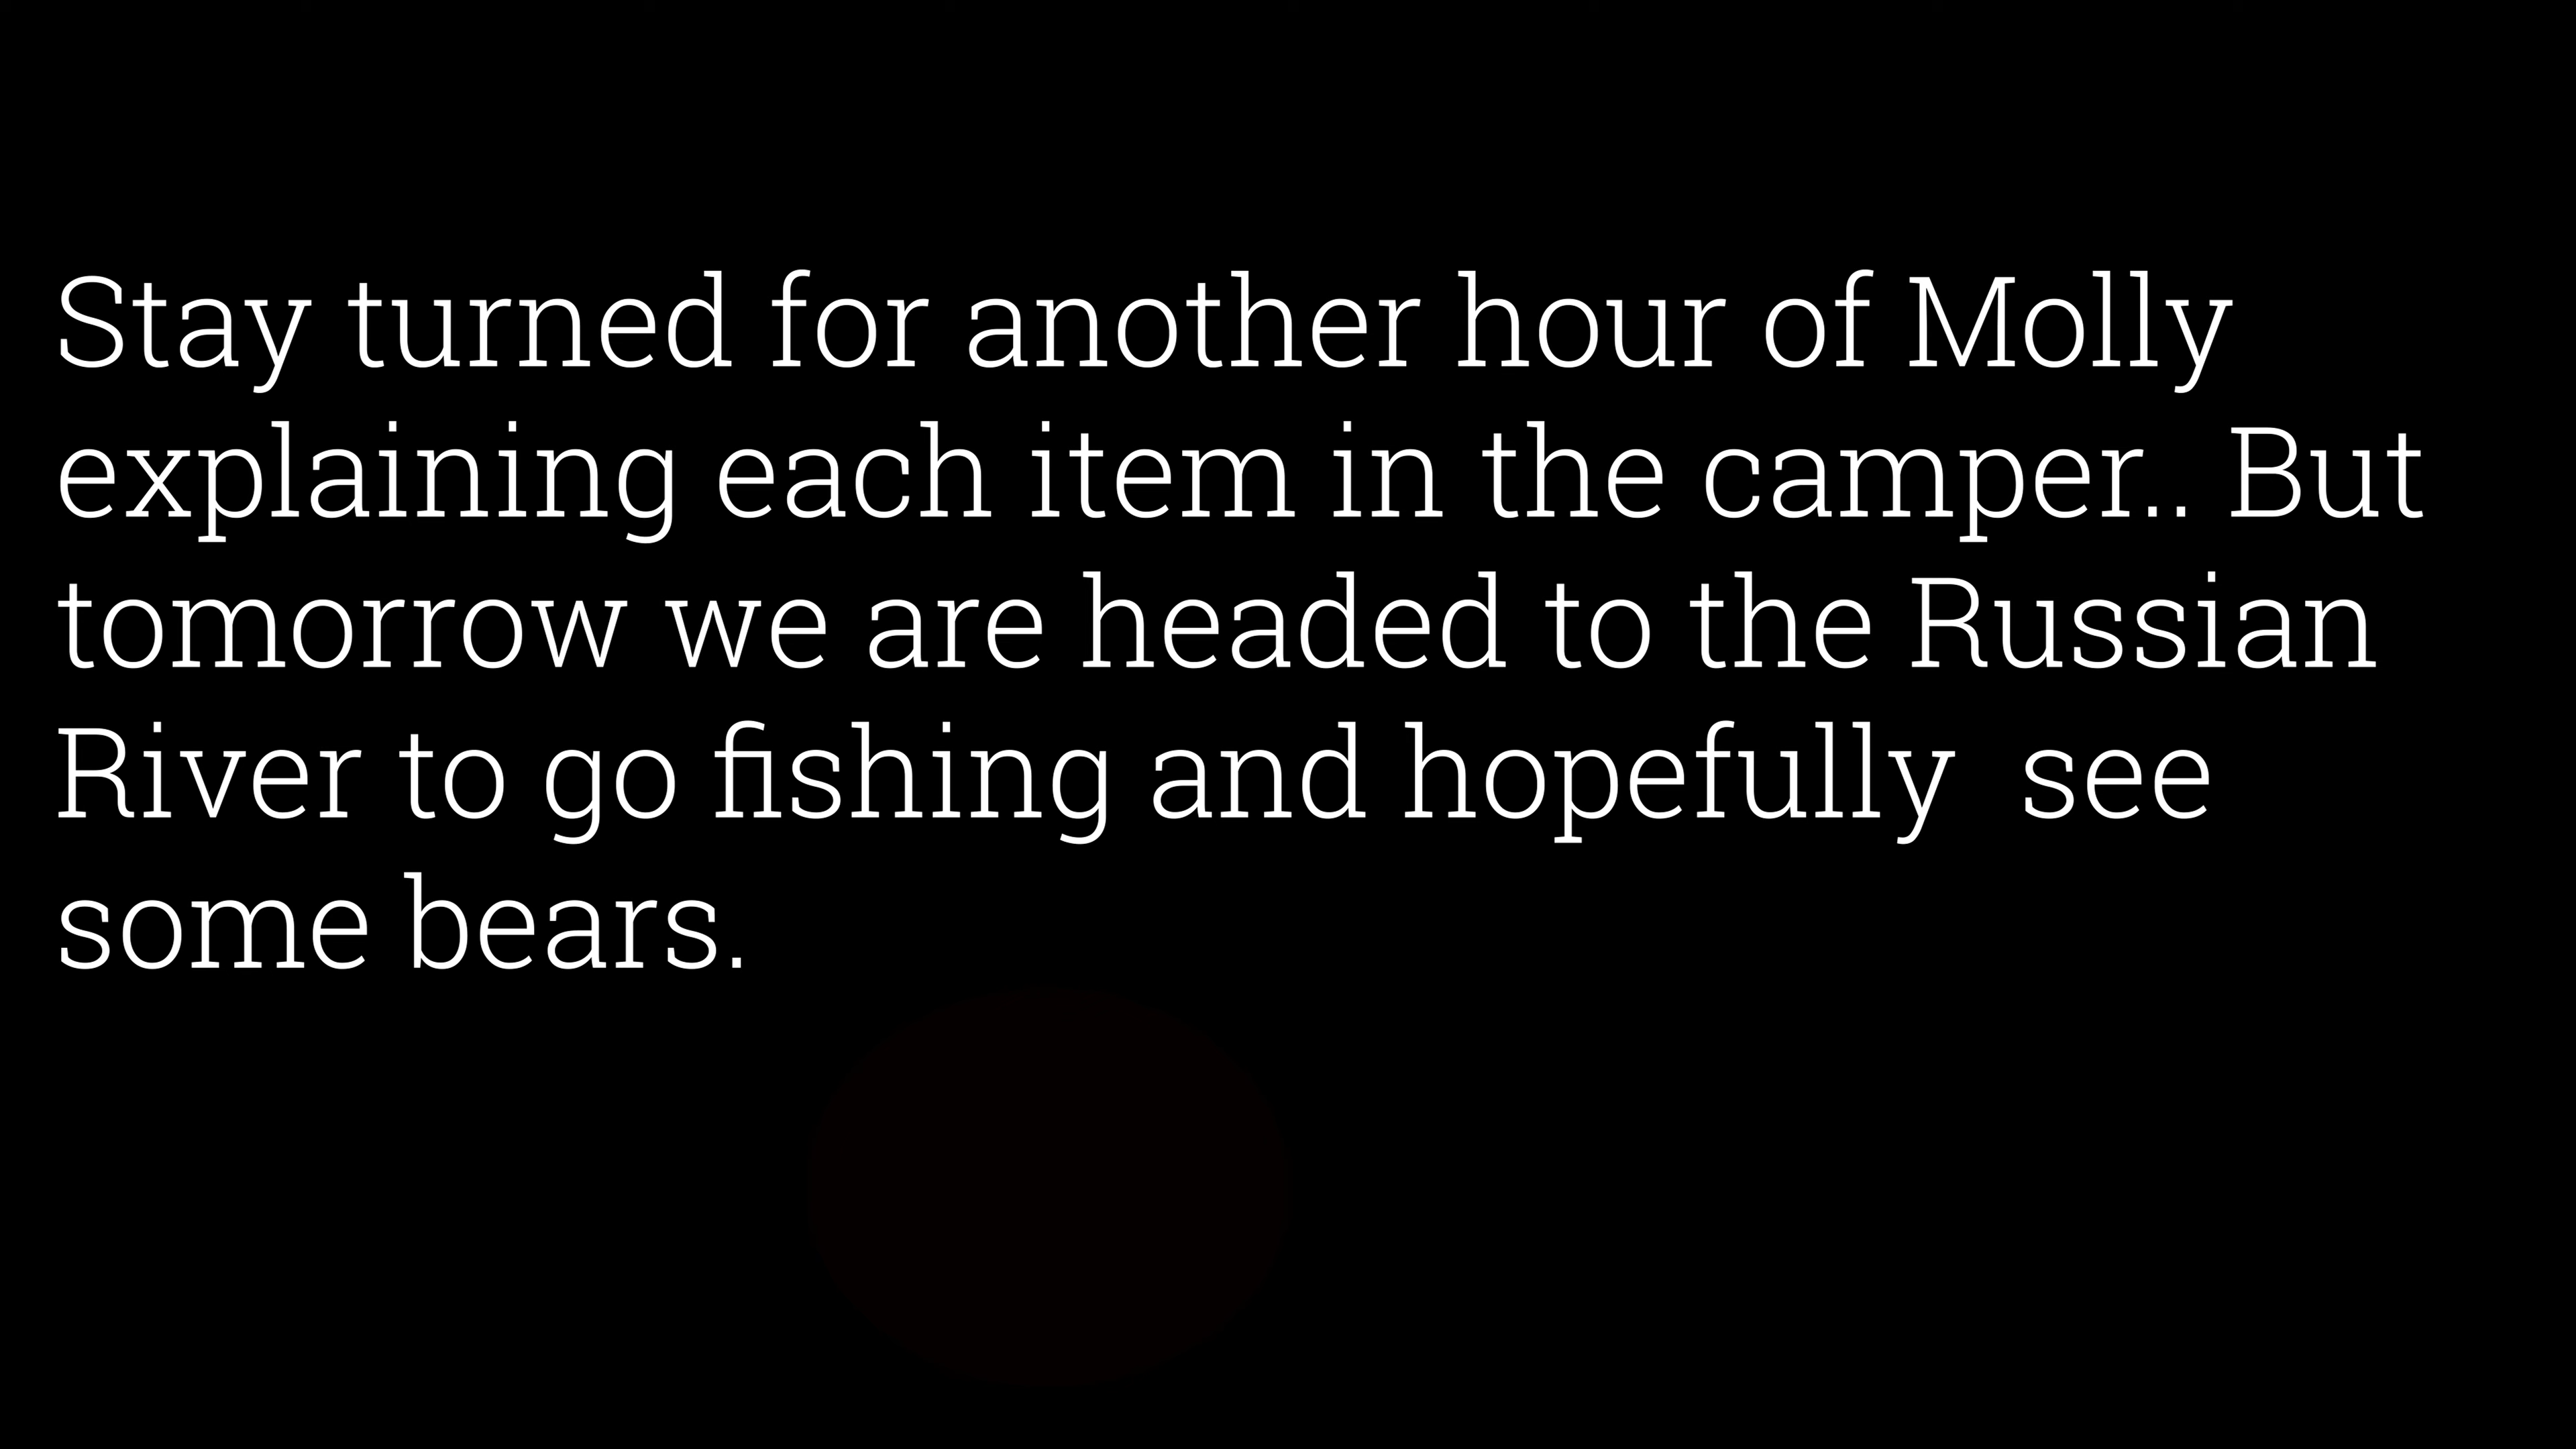 Stay turned for another hour of Molly
explaining each item in the camper.. But
tomorrow we are headed to the Russian
River to go fishing and hopefully  see
some bears.